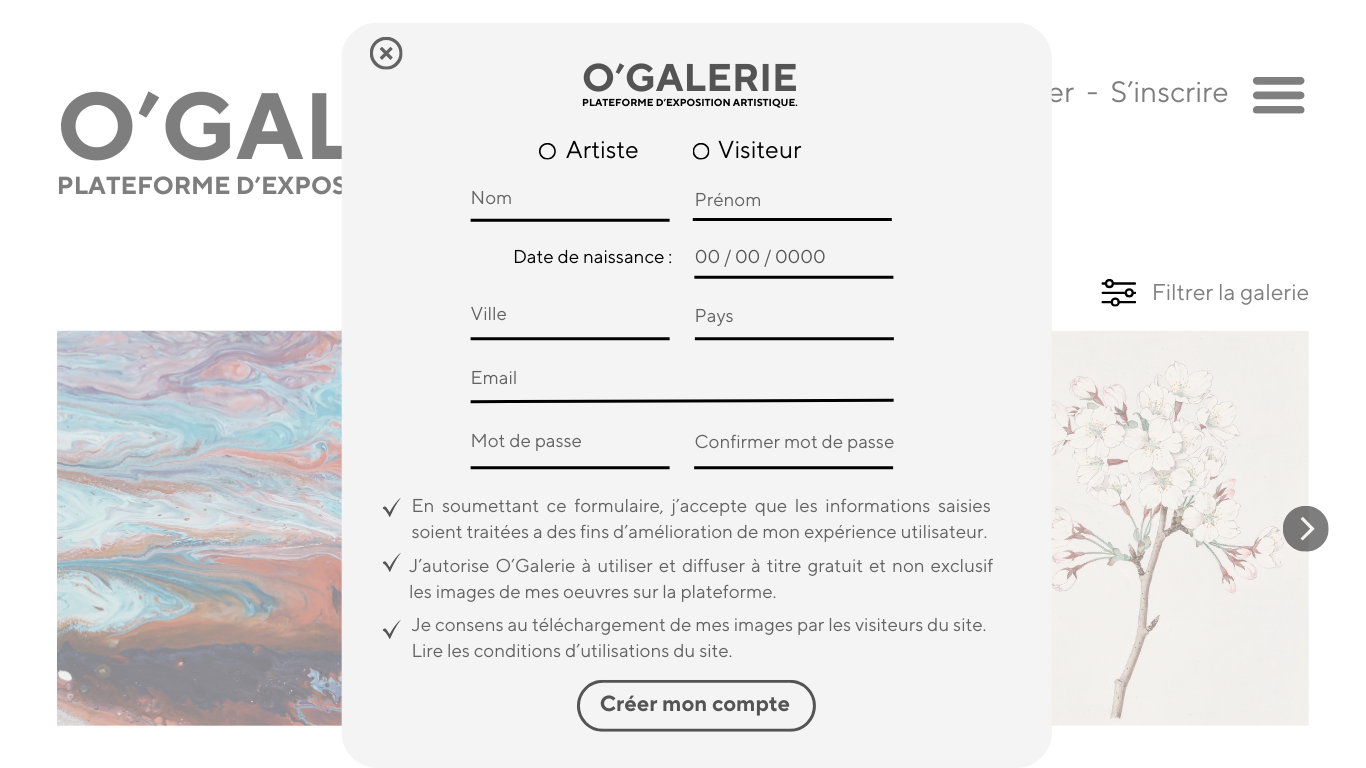 O'GALERIE
PLATEFORME D'EXPOSITION ARTISTIQUE.
O'GAL
PLATEFORME D'EXPOS
er - S'inscrire
Artiste
Visiteur
Nom
Prénom
Date de naissance :
00 / 00 / 0000
Filtrer la galerie
Ville
Pays
Email
Mot de passe
Confirmer mot de passe
En soumettant ce formulaire, j'accepte que les informations saisies
soient traitées a des fins d'amélioration de mon expérience utilisateur.
J'autorise O'Galerie à utiliser et diffuser à titre gratuit et non exclusif
les images de mes oeuvres sur la plateforme.
Je consens au téléchargement de mes images par les visiteurs du site.
Lire les conditions d'utilisations du site.
Créer mon compte